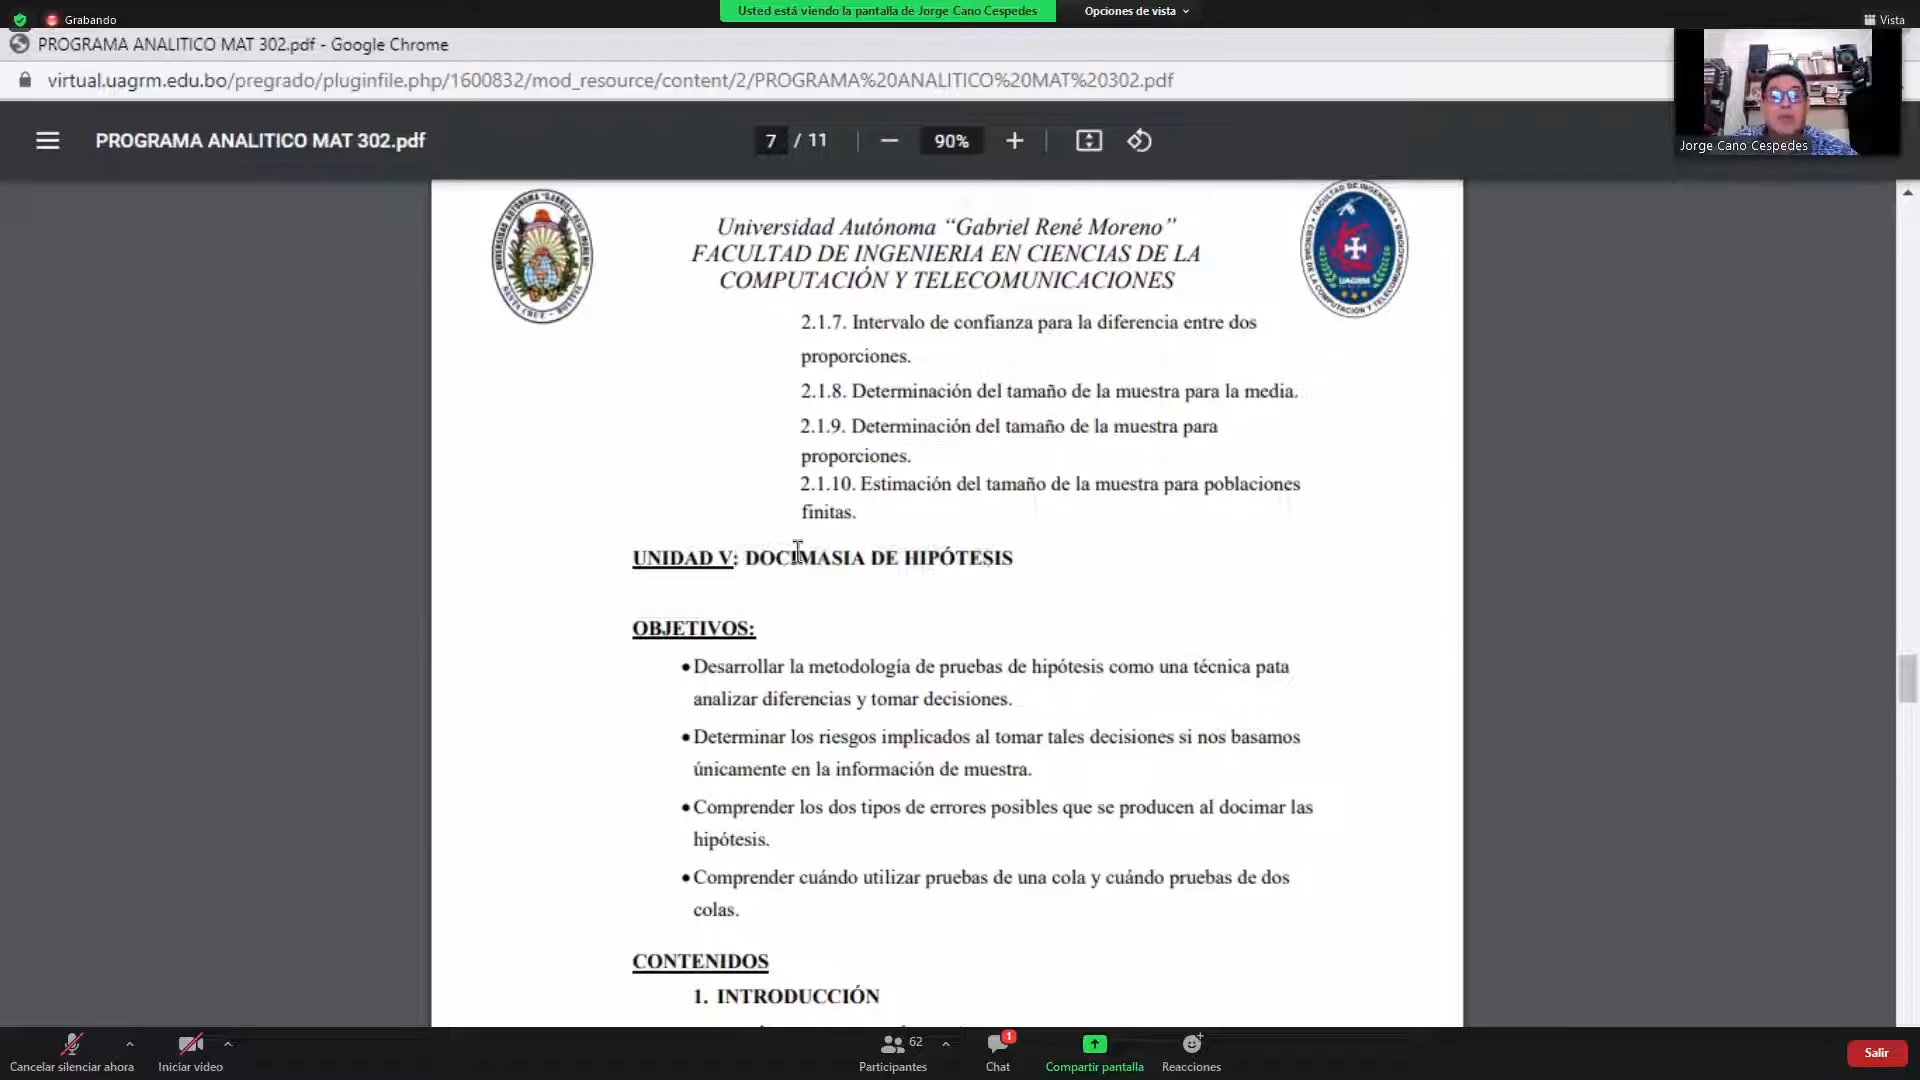 Grabando
Usted está viendo la pantalla de Jorge Cano Cespedes
Opciones de vista
Vista
PROGRAMA ANALITICO MAT 302.pdf - Google Chrome
virtual.uagrm.edu.bo/pregrado/pluginfile.php/1600832/mod_resource/content/2/PROGRAMA%20ANALITICO%20MAT%20302.pdf
PROGRAMA ANALITICO MAT 302.pdf
7 / 11
90%
Jorge Cano Cespedes
Universidad Autónoma “Gabriel René Moreno”
FACULTAD DE INGENIERIA EN CIENCIAS DE LA
COMPUTACIÓN Y TELECOMUNICACIONES
UAGRM
2.1.7. Intervalo de confianza para la diferencia entre dos
proporciones.
2.1.8. Determinación del tamaño de la muestra para la media.
2.1.9. Determinación del tamaño de la muestra para
proporciones.
2.1.10. Estimación del tamaño de la muestra para poblaciones
finitas.
UNIDAD V: DOCIMASIA DE HIPÓTESIS
OBJETIVOS:
• Desarrollar la metodología de pruebas de hipótesis como una técnica pata
analizar diferencias y tomar decisiones.
• Determinar los riesgos implicados al tomar tales decisiones si nos basamos
únicamente en la información de muestra.
• Comprender los dos tipos de errores posibles que se producen al docimar las
hipótesis.
• Comprender cuándo utilizar pruebas de una cola y cuándo pruebas de dos
colas.
CONTENIDOS
1. INTRODUCCIÓN
Cancelar silenciar ahora
Iniciar video
62
Participantes
1
Chat
Compartir pantalla
Reacciones
Salir